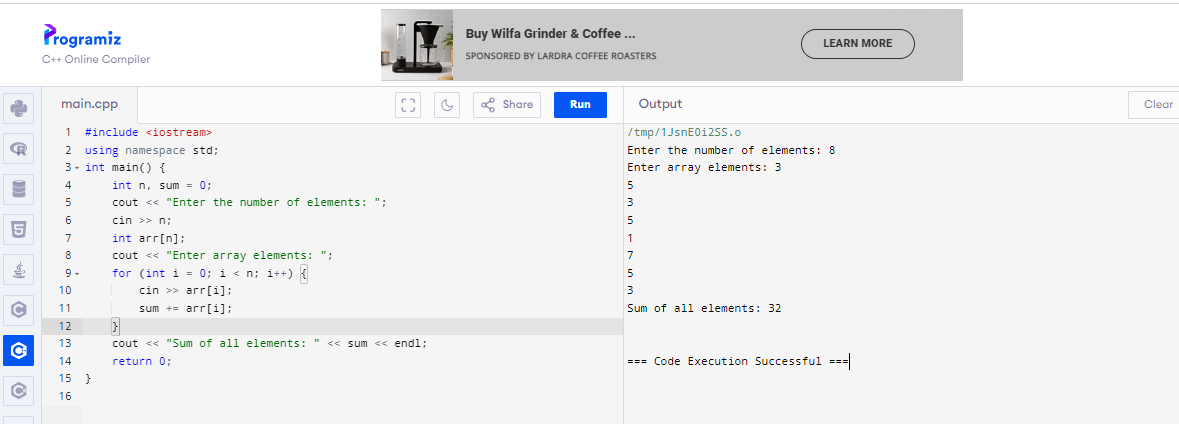 Programiz
C++ Online Compiler
Buy Wilfa Grinder & Coffee ...
SPONSORED BY LARDRA COFFEE ROASTERS
LEARN MORE
main.cpp
Share
Run
1 #include <iostream>
2 using namespace std;
3 int main() {
4     int n, sum = 0;
5     cout << "Enter the number of elements: ";
6     cin >> n;
7     int arr[n];
8     cout << "Enter array elements: ";
9     for (int i = 0; i < n; i++) {
10         cin >> arr[i];
11         sum += arr[i];
12     }
13     cout << "Sum of all elements: " << sum << endl;
14     return 0;
15 }
16
Output
Clear
/tmp/1JsnE0i2SS.o
Enter the number of elements: 8
Enter array elements: 3
5
3
5
1
7
5
3
Sum of all elements: 32
=== Code Execution Successful ===